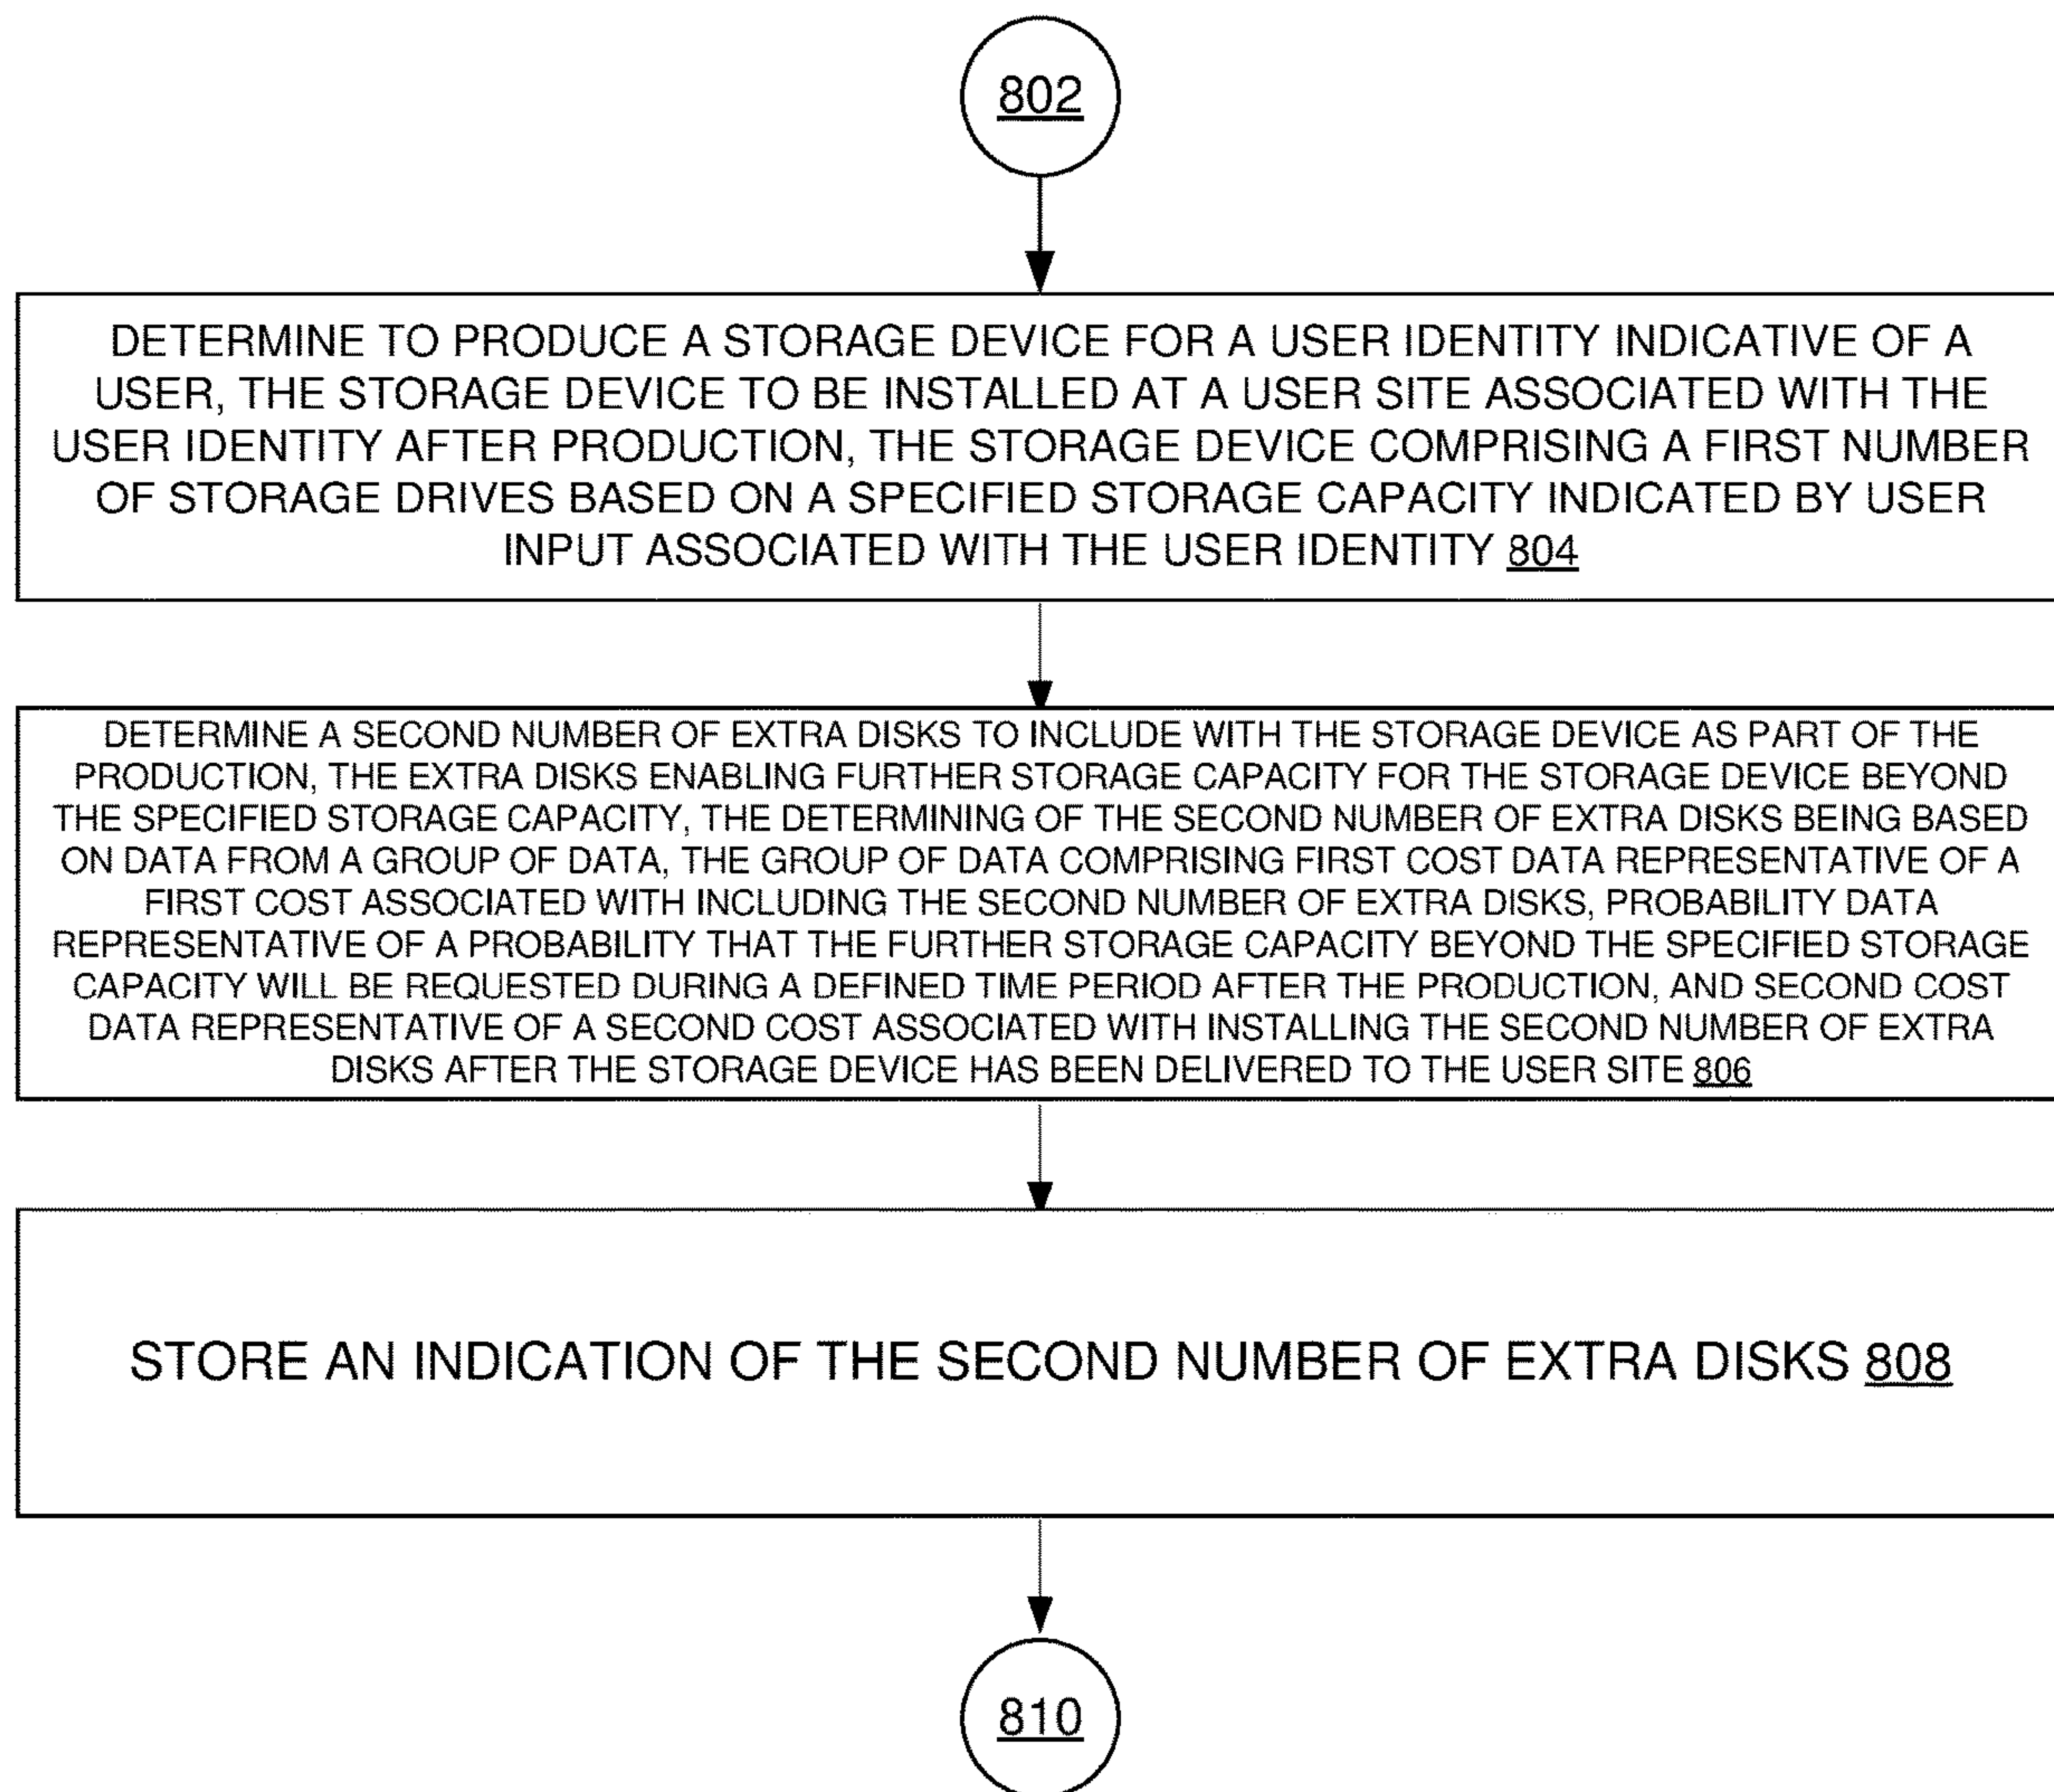 802
DETERMINE TO PRODUCE A STORAGE DEVICE FOR A USER IDENTITY INDICATIVE OF A
USER, THE STORAGE DEVICE TO BE INSTALLED AT A USER SITE ASSOCIATED WITH THE
USER IDENTITY AFTER PRODUCTION, THE STORAGE DEVICE COMPRISING A FIRST NUMBER
OF STORAGE DRIVES BASED ON A SPECIFIED STORAGE CAPACITY INDICATED BY USER
INPUT ASSOCIATED WITH THE USER IDENTITY 804
DETERMINE A SECOND NUMBER OF EXTRA DISKS TO INCLUDE WITH THE STORAGE DEVICE AS PART OF THE
PRODUCTION, THE EXTRA DISKS ENABLING FURTHER STORAGE CAPACITY FOR THE STORAGE DEVICE BEYOND
THE SPECIFIED STORAGE CAPACITY, THE DETERMINING OF THE SECOND NUMBER OF EXTRA DISKS BEING BASED
ON DATA FROM A GROUP OF DATA, THE GROUP OF DATA COMPRISING FIRST COST DATA REPRESENTATIVE OF A
FIRST COST ASSOCIATED WITH INCLUDING THE SECOND NUMBER OF EXTRA DISKS, PROBABILITY DATA
REPRESENTATIVE OF A PROBABILITY THAT THE FURTHER STORAGE CAPACITY BEYOND THE SPECIFIED STORAGE
CAPACITY WILL BE REQUESTED DURING A DEFINED TIME PERIOD AFTER THE PRODUCTION, AND SECOND COST
DATA REPRESENTATIVE OF A SECOND COST ASSOCIATED WITH INSTALLING THE SECOND NUMBER OF EXTRA
DISKS AFTER THE STORAGE DEVICE HAS BEEN DELIVERED TO THE USER SITE 806
STORE AN INDICATION OF THE SECOND NUMBER OF EXTRA DISKS 808
810